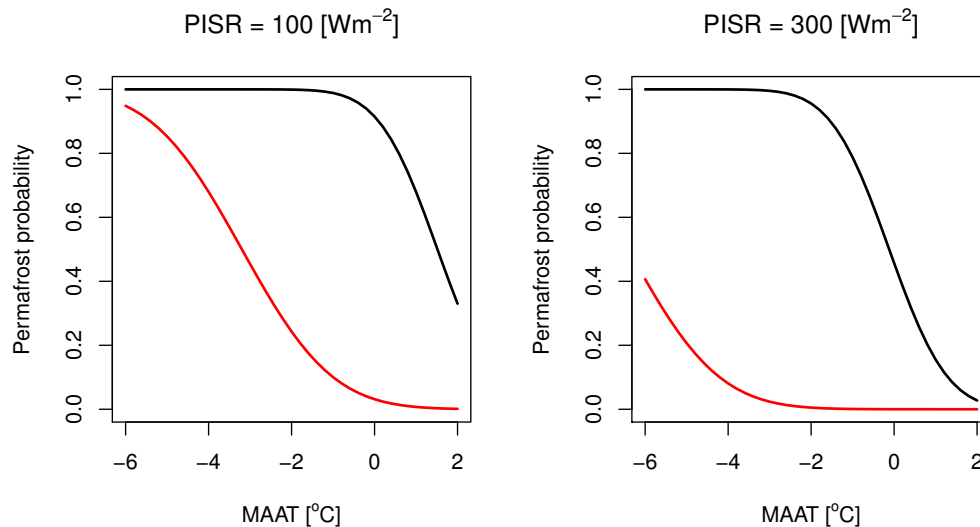 PISR = 100 [Wm⁻²]
Permafrost probability
1.0
0.8
0.6
0.4
0.2
0.0
−6 −4 −2 0 2
MAAT [°C]
PISR = 300 [Wm⁻²]
Permafrost probability
1.0
0.8
0.6
0.4
0.2
0.0
−6 −4 −2 0 2
MAAT [°C]